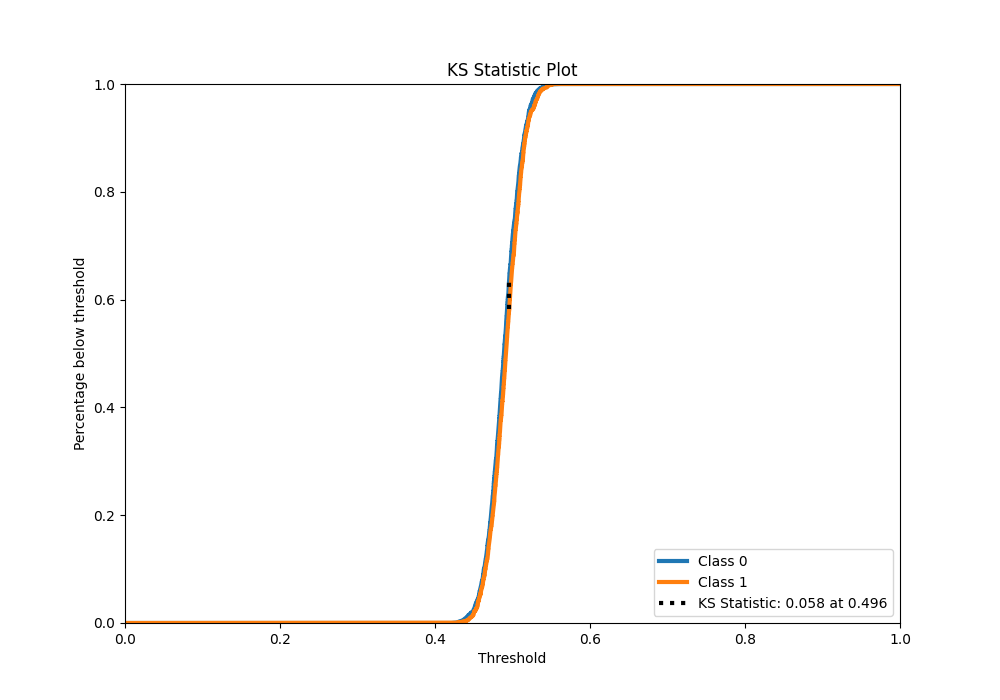 KS Statistic Plot
1.0
0.8
0.6
0.4
0.2
0.0
Percentage below threshold
0.0 0.2 0.4 0.6 0.8 1.0
Threshold
Class 0
Class 1
KS Statistic: 0.058 at 0.496